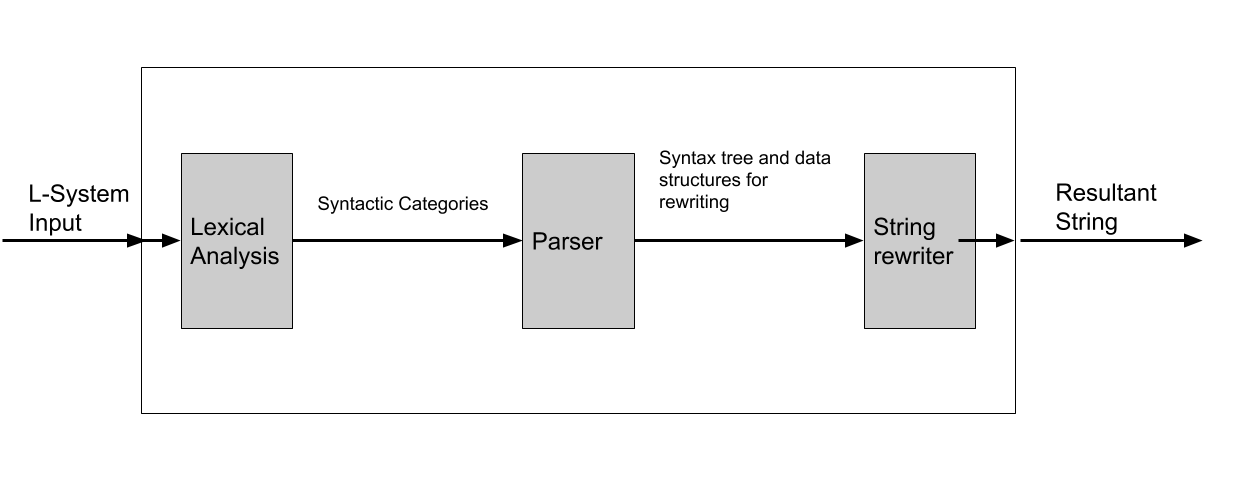 L-System
Input
Lexical
Analysis
Syntactic Categories
Parser
Syntax tree and data
structures for
rewriting
String
rewriter
Resultant
String